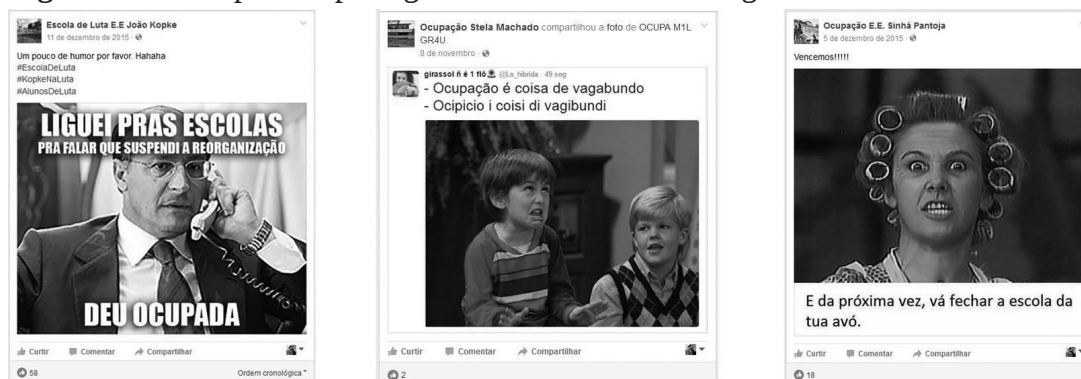 Escola de Luta E.E João Kopke
11 de dezembro de 2015
Um pouco de humor por favor. Hahaha
#EscolaDeLuta
#KopkeNaLuta
#AlunosDeLuta
LIGUEI PRAS ESCOLAS
PRA FALAR QUE SUSPENDI A REORGANIZAÇÃO
DEU OCUPADA
Curtir Comentar Compartilhar
58 Ordem cronológica
Ocupação Stela Machado compartilhou a foto de OCUPA M1L
GR4U.
8 de novembro
girassol ñ é 1 flô @Lo_hibrida · 49 seg
- Ocupação é coisa de vagabundo
- Ocipicio i coisi di vagibundi
Curtir Comentar Compartilhar
2
Ocupação E.E. Sinhá Pantoja
5 de dezembro de 2015
Vencemos!!!!!
E da próxima vez, vá fechar a escola da
tua avó.
Curtir Comentar Compartilhar
18